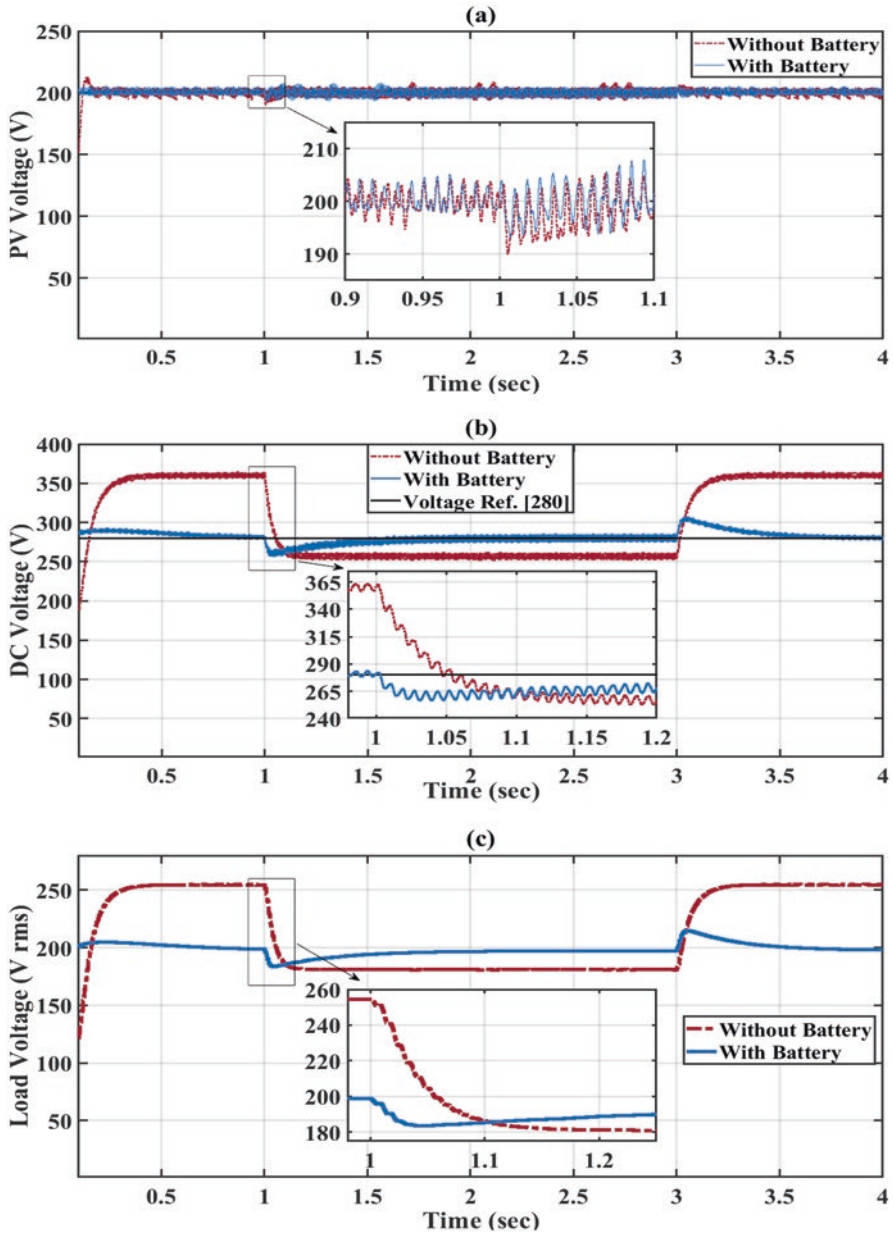 (a)
250
200
150
100
50
PV Voltage (V)
Without Battery
With Battery
210
200
190
0.9 0.95 1 1.05 1.1
0.5 1 1.5 2 2.5 3 3.5 4
Time (sec)
(b)
400
350
300
250
200
150
100
50
DC Voltage (V)
Without Battery
With Battery
Voltage Ref. [280]
365
340
315
290
265
240
1 1.05 1.1 1.15 1.2
0.5 1 1.5 2 2.5 3 3.5 4
Time (sec)
(c)
250
200
150
100
50
Load Voltage (V rms)
260
240
220
200
180
1 1.1 1.2
Without Battery
With Battery
0.5 1 1.5 2 2.5 3 3.5 4
Time (sec)